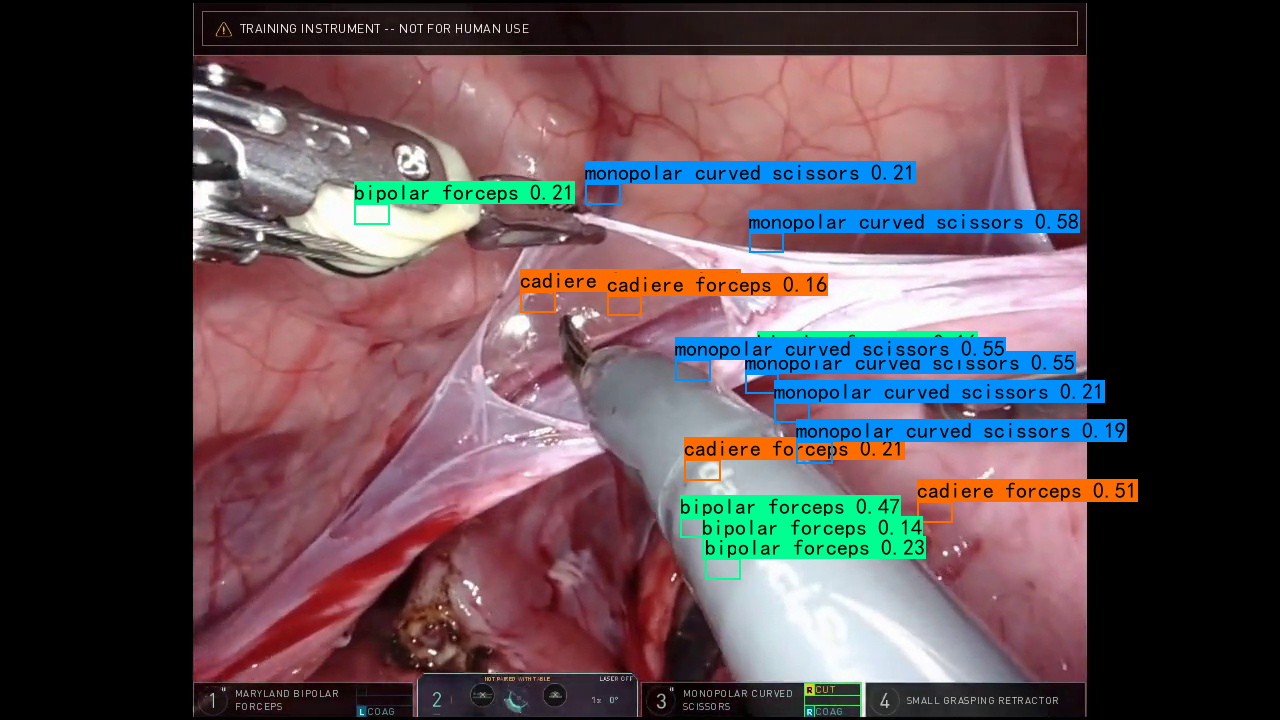 TRAINING INSTRUMENT -- NOT FOR HUMAN USE
monopolar curved scissors 0.21
bipolar forceps 0.21
monopolar curved scissors 0.58
cadiere
cadiere forceps 0.16
monopolar curved scissors 0.55
monopolar curved scissors 0.55
monopolar curved scissors 0.21
monopolar curved scissors 0.19
cadiere forceps 0.21
cadiere forceps 0.51
bipolar forceps 0.47
bipolar forceps 0.14
bipolar forceps 0.23
1 MARYLAND BIPOLAR FORCEPS
L COAG
2
NOT PAIRED WITH TABLE
LASER OFF
1x 0°
3 MONOPOLAR CURVED SCISSORS
R CUT
R COAG
4 SMALL GRASPING RETRACTOR